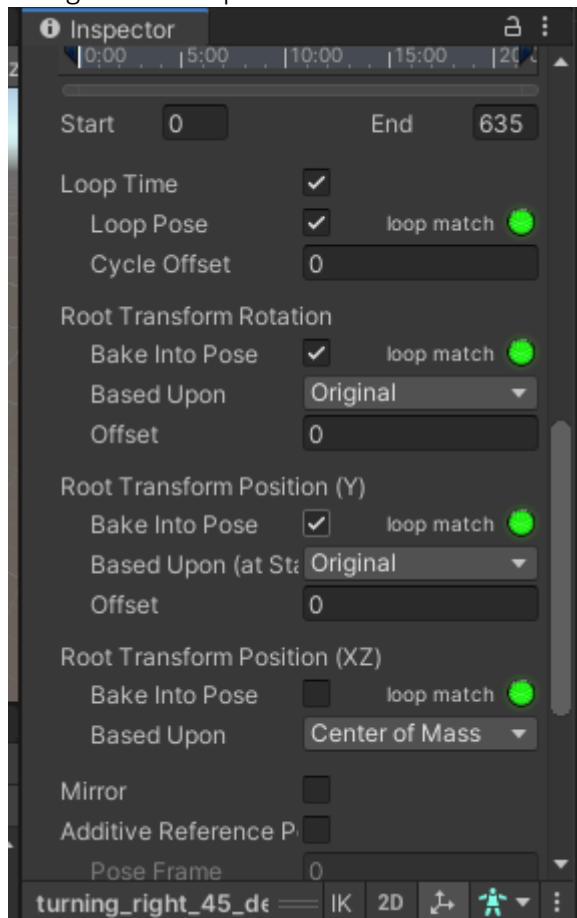 Inspector
0:00 5:00 10:00 15:00
Start 0 End 635
Loop Time
Loop Pose loop match
Cycle Offset 0
Root Transform Rotation
Bake Into Pose loop match
Based Upon Original
Offset 0
Root Transform Position (Y)
Bake Into Pose loop match
Based Upon (at Sta Original
Offset 0
Root Transform Position (XZ)
Bake Into Pose loop match
Based Upon Center of Mass
Mirror
Additive Reference P
Pose Frame 0
turning_right_45_de IK 2D